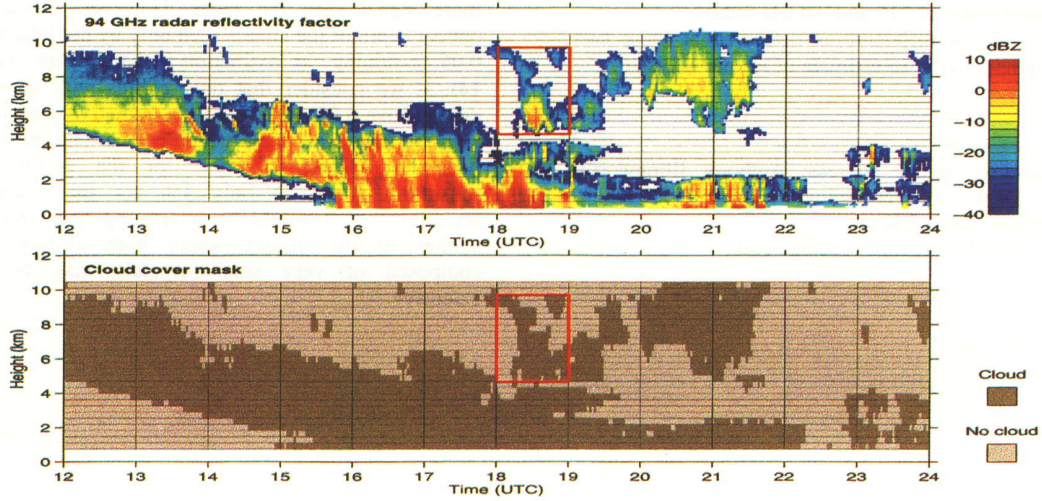 94 GHz radar reflectivity factor
Height (km)
12
10
8
6
4
2
0
12 13 14 15 16 17 18 19 20 21 22 23 24
Time (UTC)
dBZ
10
0
−10
−20
−30
−40
Cloud cover mask
Height (km)
12
10
8
6
4
2
0
12 13 14 15 16 17 18 19 20 21 22 23 24
Time (UTC)
Cloud
No cloud